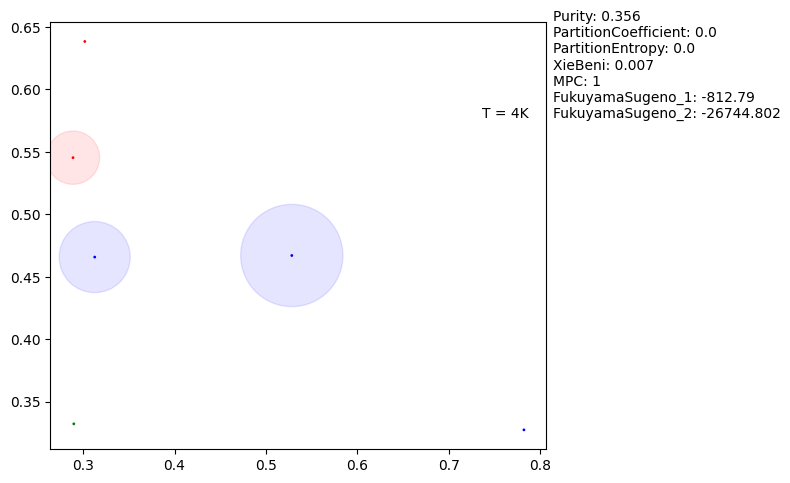 Purity: 0.356
PartitionCoefficient: 0.0
PartitionEntropy: 0.0
XieBeni: 0.007
MPC: 1
FukuyamaSugeno_1: -812.79
FukuyamaSugeno_2: -26744.802
T = 4K
0.65
0.60
0.55
0.50
0.45
0.40
0.35
0.3 0.4 0.5 0.6 0.7 0.8